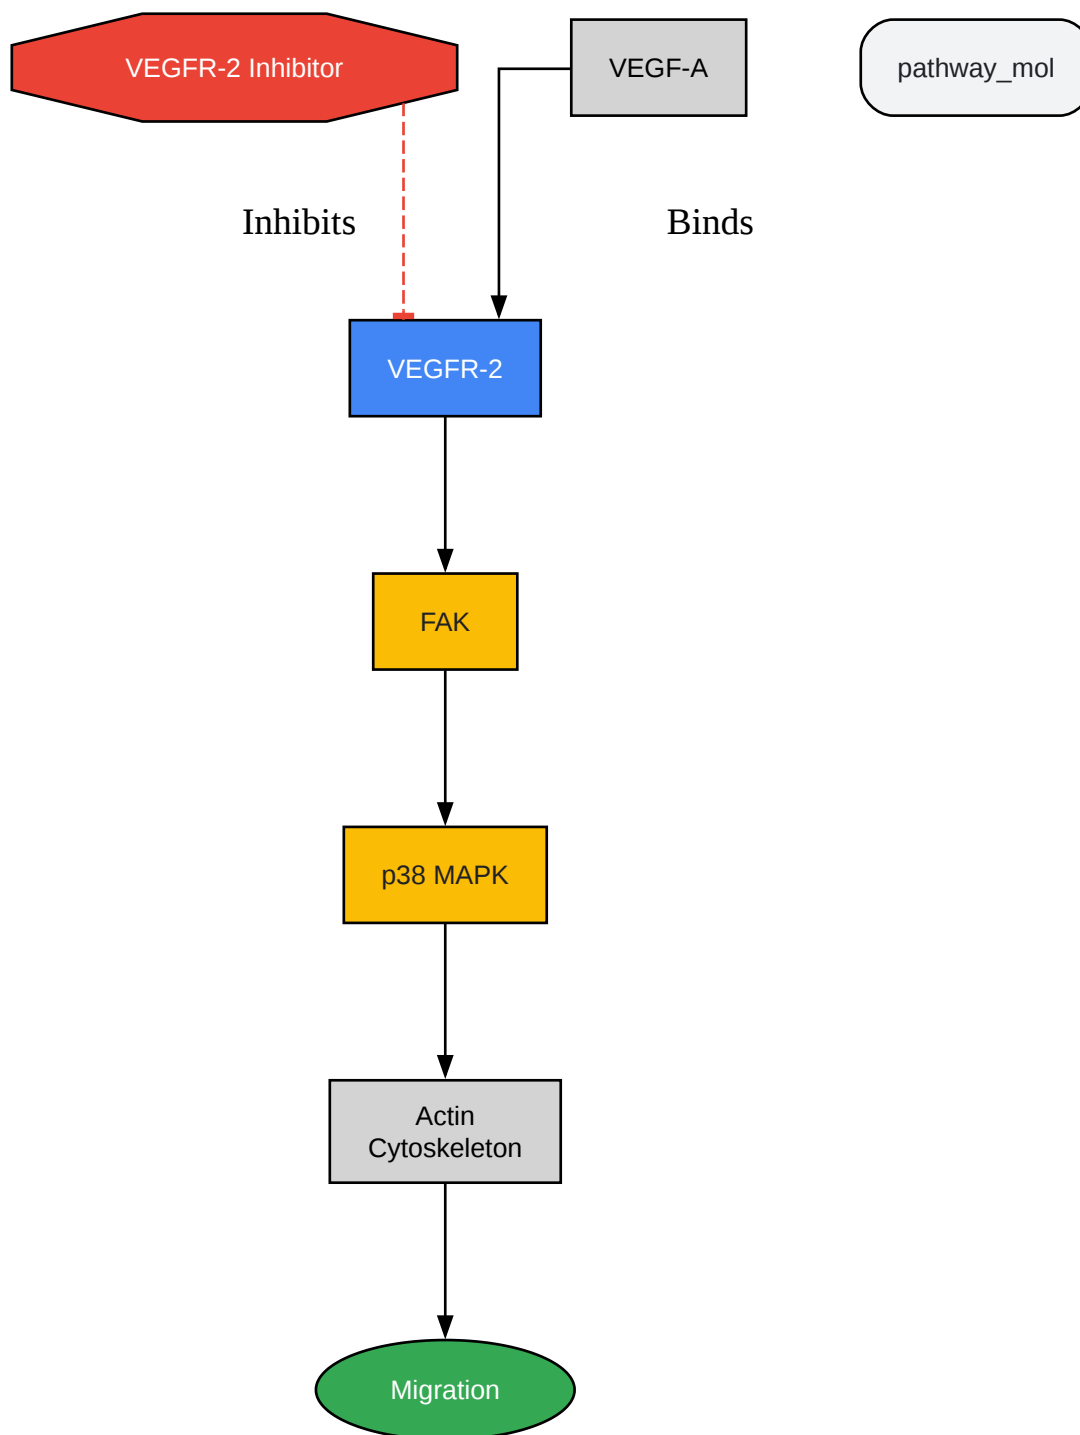 VEGFR-2 Inhibitor
VEGF-A
pathway_mol
Inhibits
Binds
VEGFR-2
FAK
p38 MAPK
Actin
Cytoskeleton
Migration